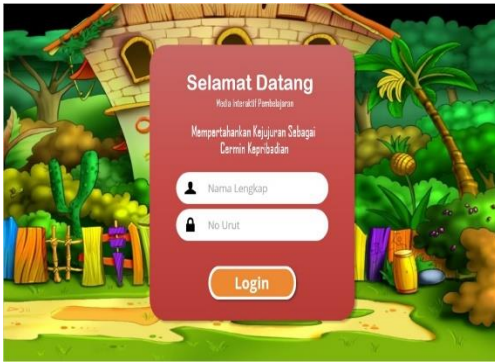 Selamat Datang
Media Interaktif Pembelajaran
Mempertahankan Kejujuran Sebagai
Cermin Kepribadian
Nama Lengkap
No Urut
Login